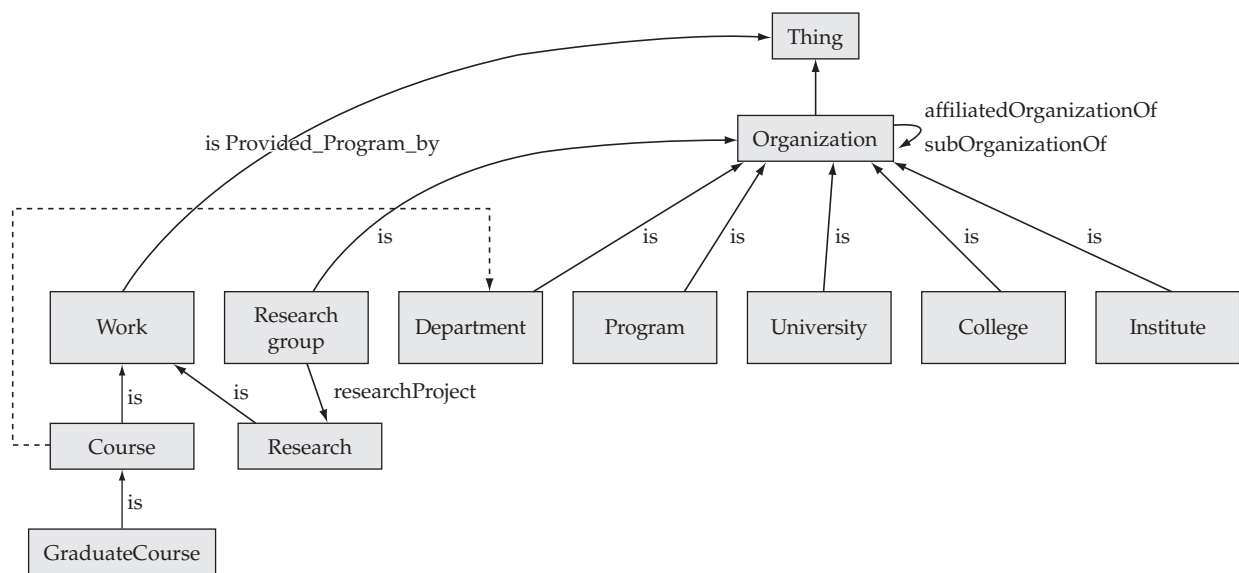 Thing
affiliatedOrganizationOf
Organization
subOrganizationOf
is Provided_Program_by
is
is
is
is
is
is
Work
Research
group
Department
Program
University
College
Institute
is
is
researchProject
Course
Research
is
GraduateCourse